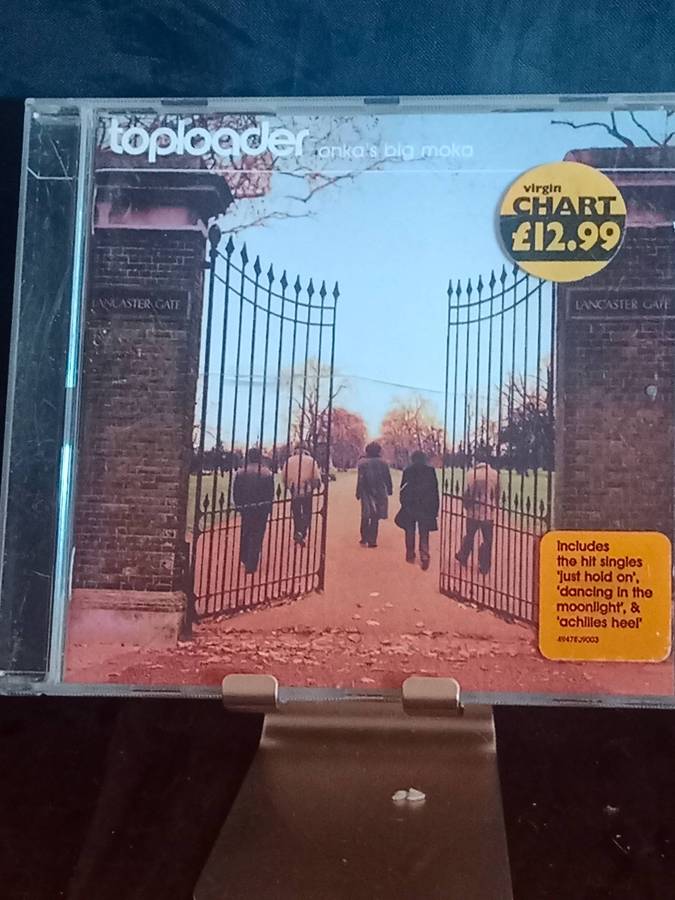 toploader onka's big moka
virgin
CHART
£12.99
LANCASTER GATE
LANCASTER GATE
Includes
the hit singles
'just hold on',
'dancing in the
moonlight', &
'achilles heel'